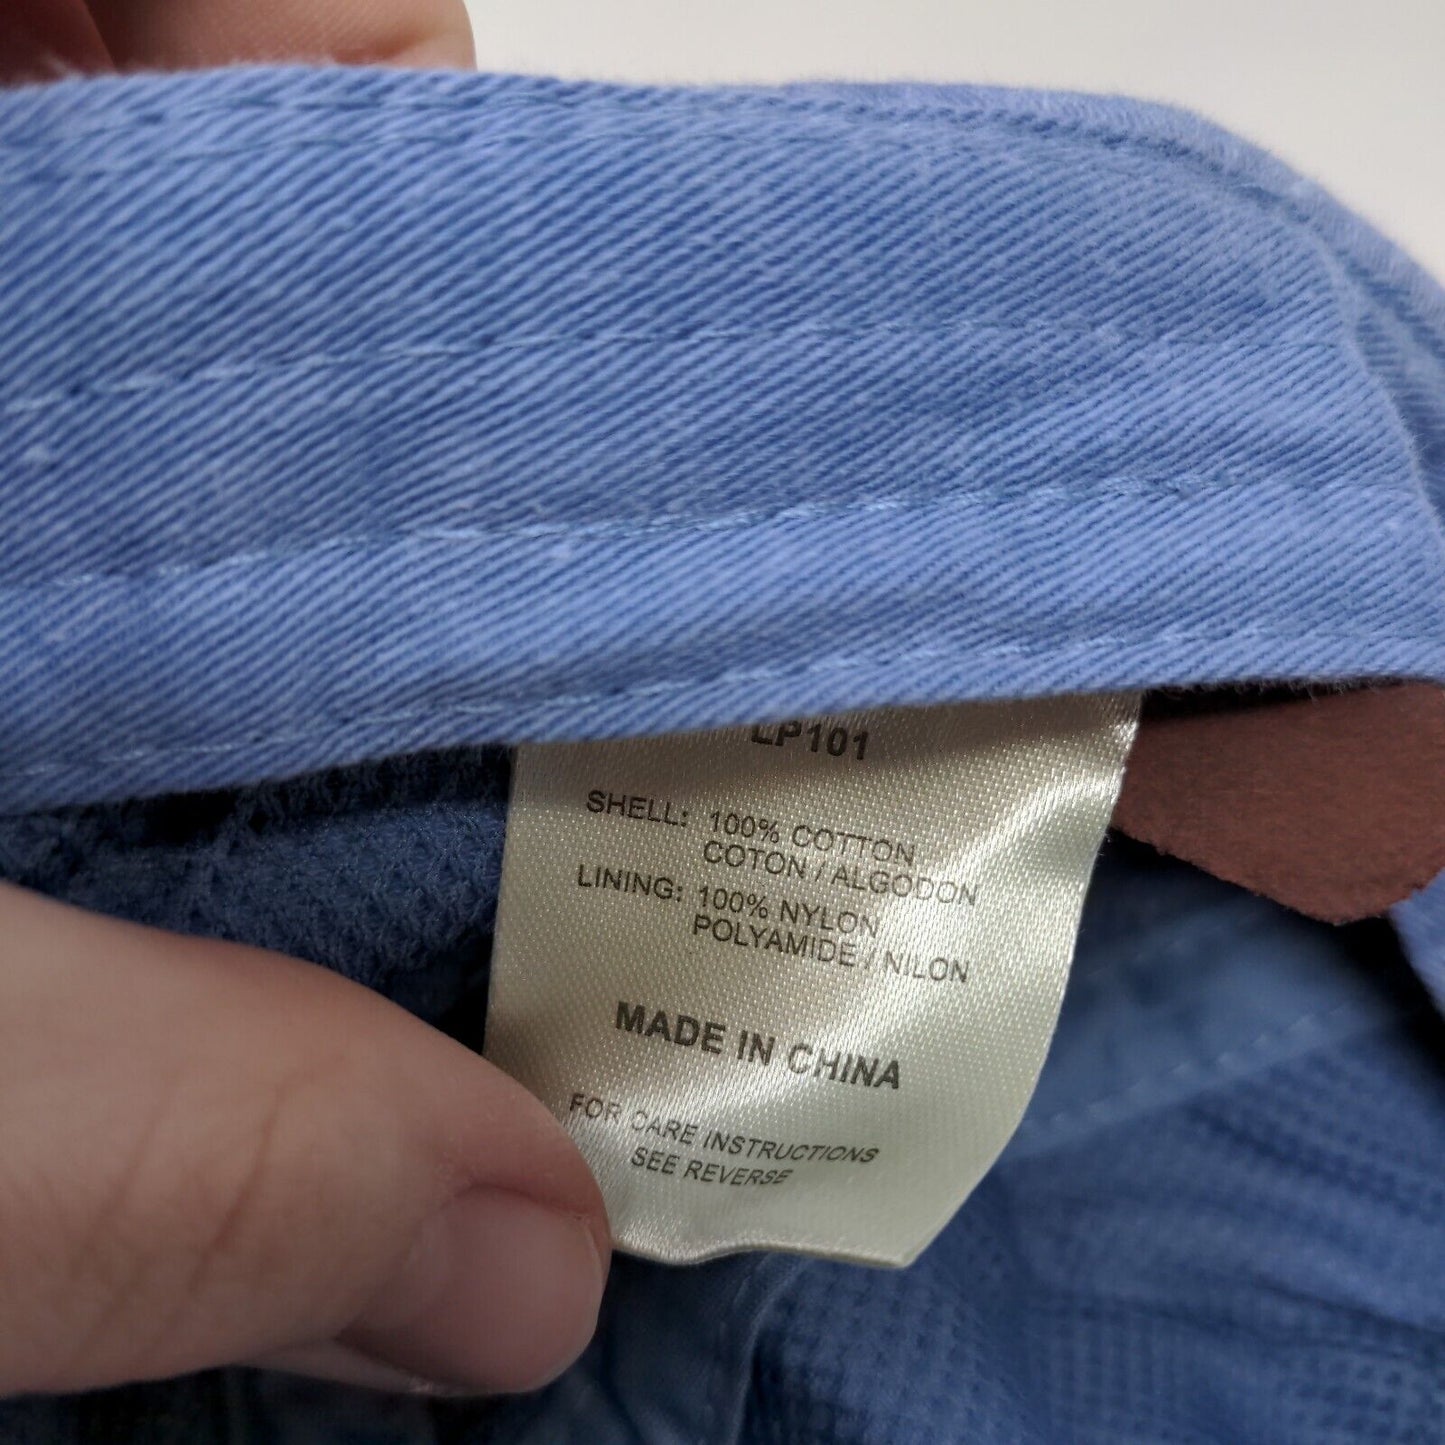 LP101
SHELL: 100% COTTON
COTON / ALGODON
LINING: 100% NYLON
POLYAMIDE / NILON
MADE IN CHINA
FOR CARE INSTRUCTIONS
SEE REVERSE